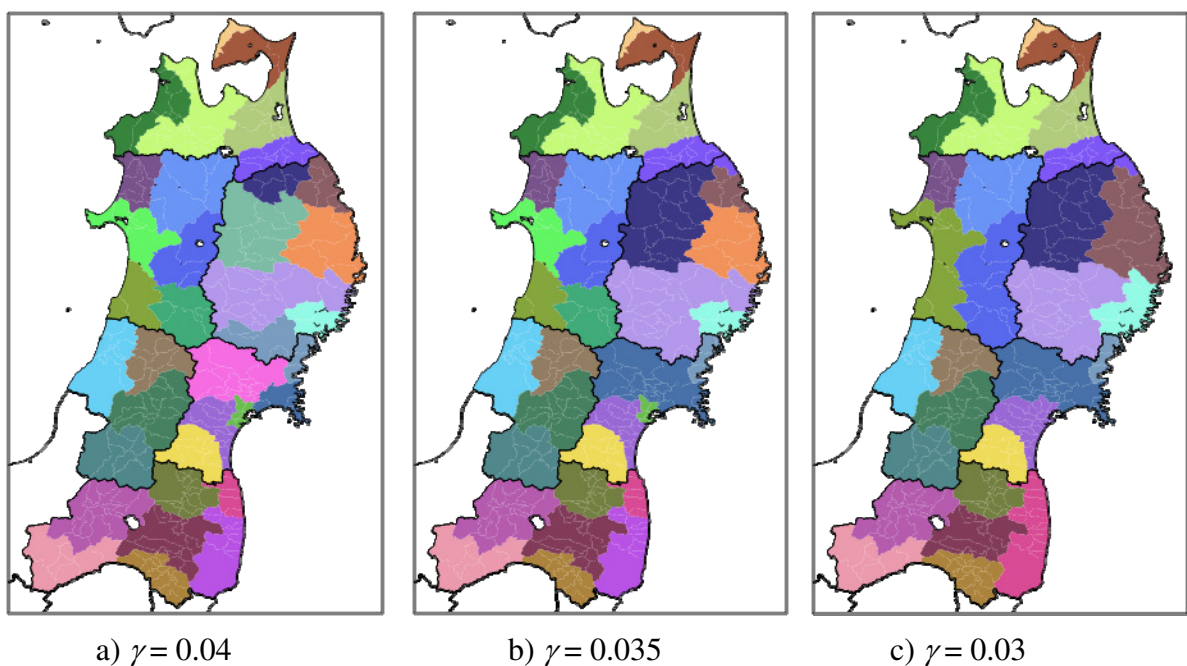 a) γ = 0.04
b) γ = 0.035
c) γ = 0.03